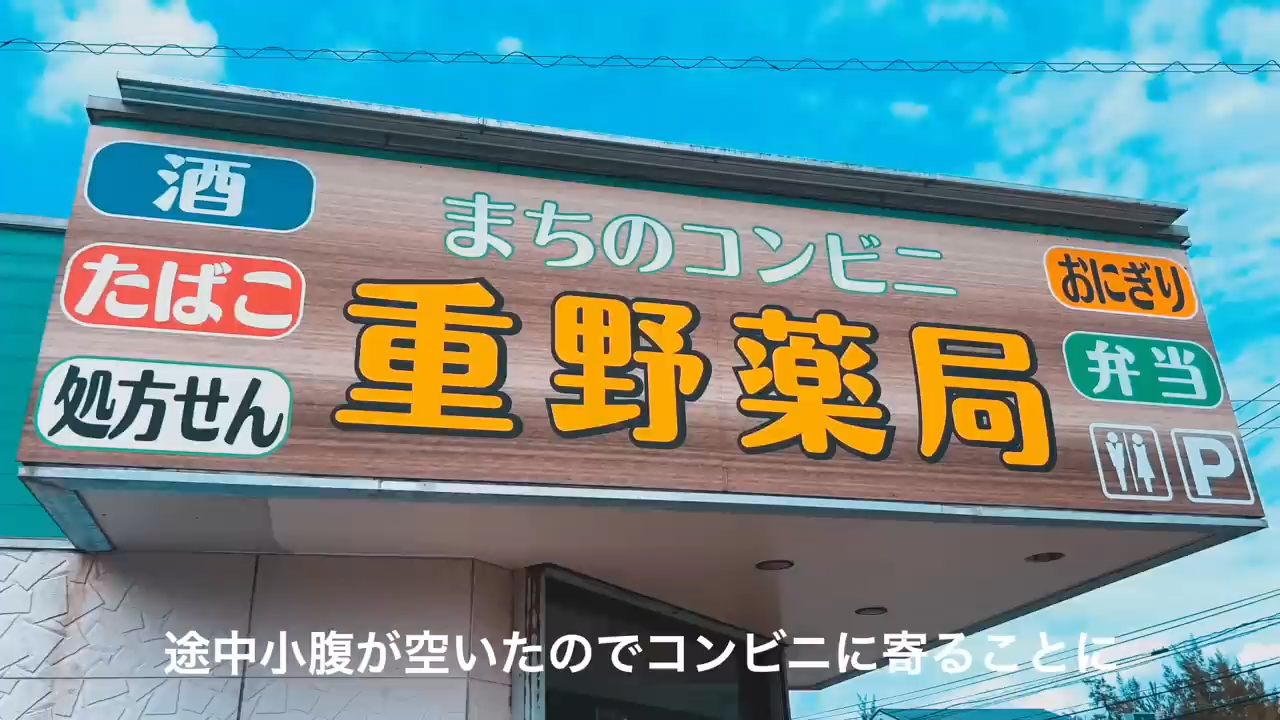 酒
たばこ
処方せん
まちのコンビニ
重野薬局
おにぎり
弁当
P
途中小腹が空いたのでコンビニに寄ることに